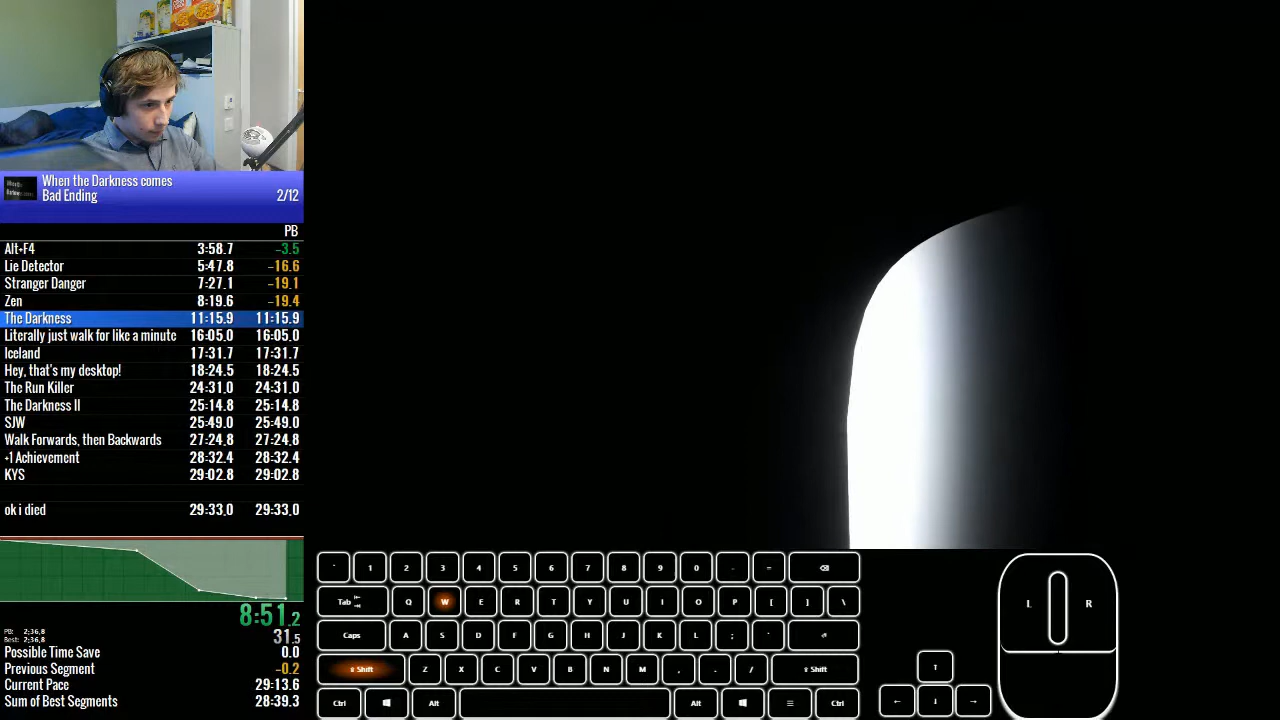 When the Darkness comes
Bad Ending 2/12
PB
Alt+F4 3:58.7 -3.5
Lie Detector 5:47.8 -16.6
Stranger Danger 7:27.1 -19.1
Zen 8:19.6 -19.4
The Darkness 11:15.9 11:15.9
Literally just walk for like a minute 16:05.0 16:05.0
Iceland 17:31.7 17:31.7
Hey, that's my desktop! 18:24.5 18:24.5
The Run Killer 24:31.0 24:31.0
The Darkness II 25:14.8 25:14.8
SJW 25:49.0 25:49.0
Walk Forwards, then Backwards 27:24.8 27:24.8
+1 Achievement 28:32.4 28:32.4
KYS 29:02.8 29:02.8
ok i died 29:33.0 29:33.0
8:51.2
PB: 2:36,8
Best: 2:36,8
31.5
Possible Time Save 0.0
Previous Segment -0.2
Current Pace 29:13.6
Sum of Best Segments 28:39.3
` 1 2 3 4 5 6 7 8 9 0 - = ⌫
Tab Q W E R T Y U I O P [ ] \
Caps A S D F G H J K L ; '
⇧ Shift Z X C V B N M , . / ⇧ Shift
Ctrl Alt Alt Ctrl
↑
← ↓ →
L R